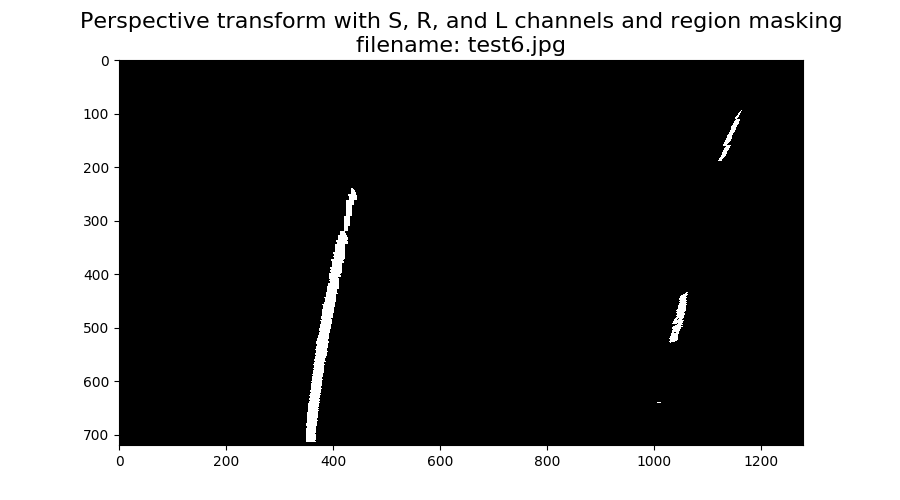 Perspective transform with S, R, and L channels and region masking
filename: test6.jpg
0
100
200
300
400
500
600
700
0 200 400 600 800 1000 1200